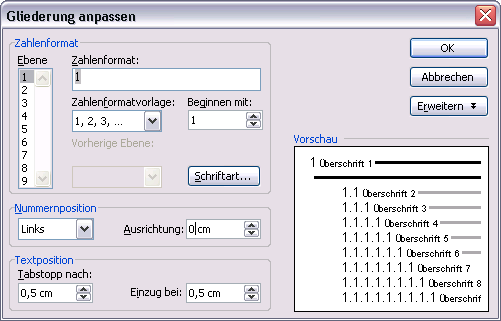 Gliederung anpassen
Zahlenformat
Ebene
1
2
3
4
5
6
7
8
9
Zahlenformat:
1
Zahlenformatvorlage:
1, 2, 3, ...
Beginnen mit:
1
Vorherige Ebene:
Schriftart...
OK
Abbrechen
Erweitern
Nummernposition
Links
Ausrichtung:
0 cm
Textposition
Tabstopp nach:
0,5 cm
Einzug bei:
0,5 cm
Vorschau
1 Überschrift 1
1.1 Überschrift 2
1.1.1 Überschrift 3
1.1.1.1 Überschrift 4
1.1.1.1.1 Überschrift 5
1.1.1.1.1.1 Überschrift 6
1.1.1.1.1.1.1 Überschrift 7
1.1.1.1.1.1.1.1 Überschrift 8
1.1.1.1.1.1.1.1.1 Überschrif